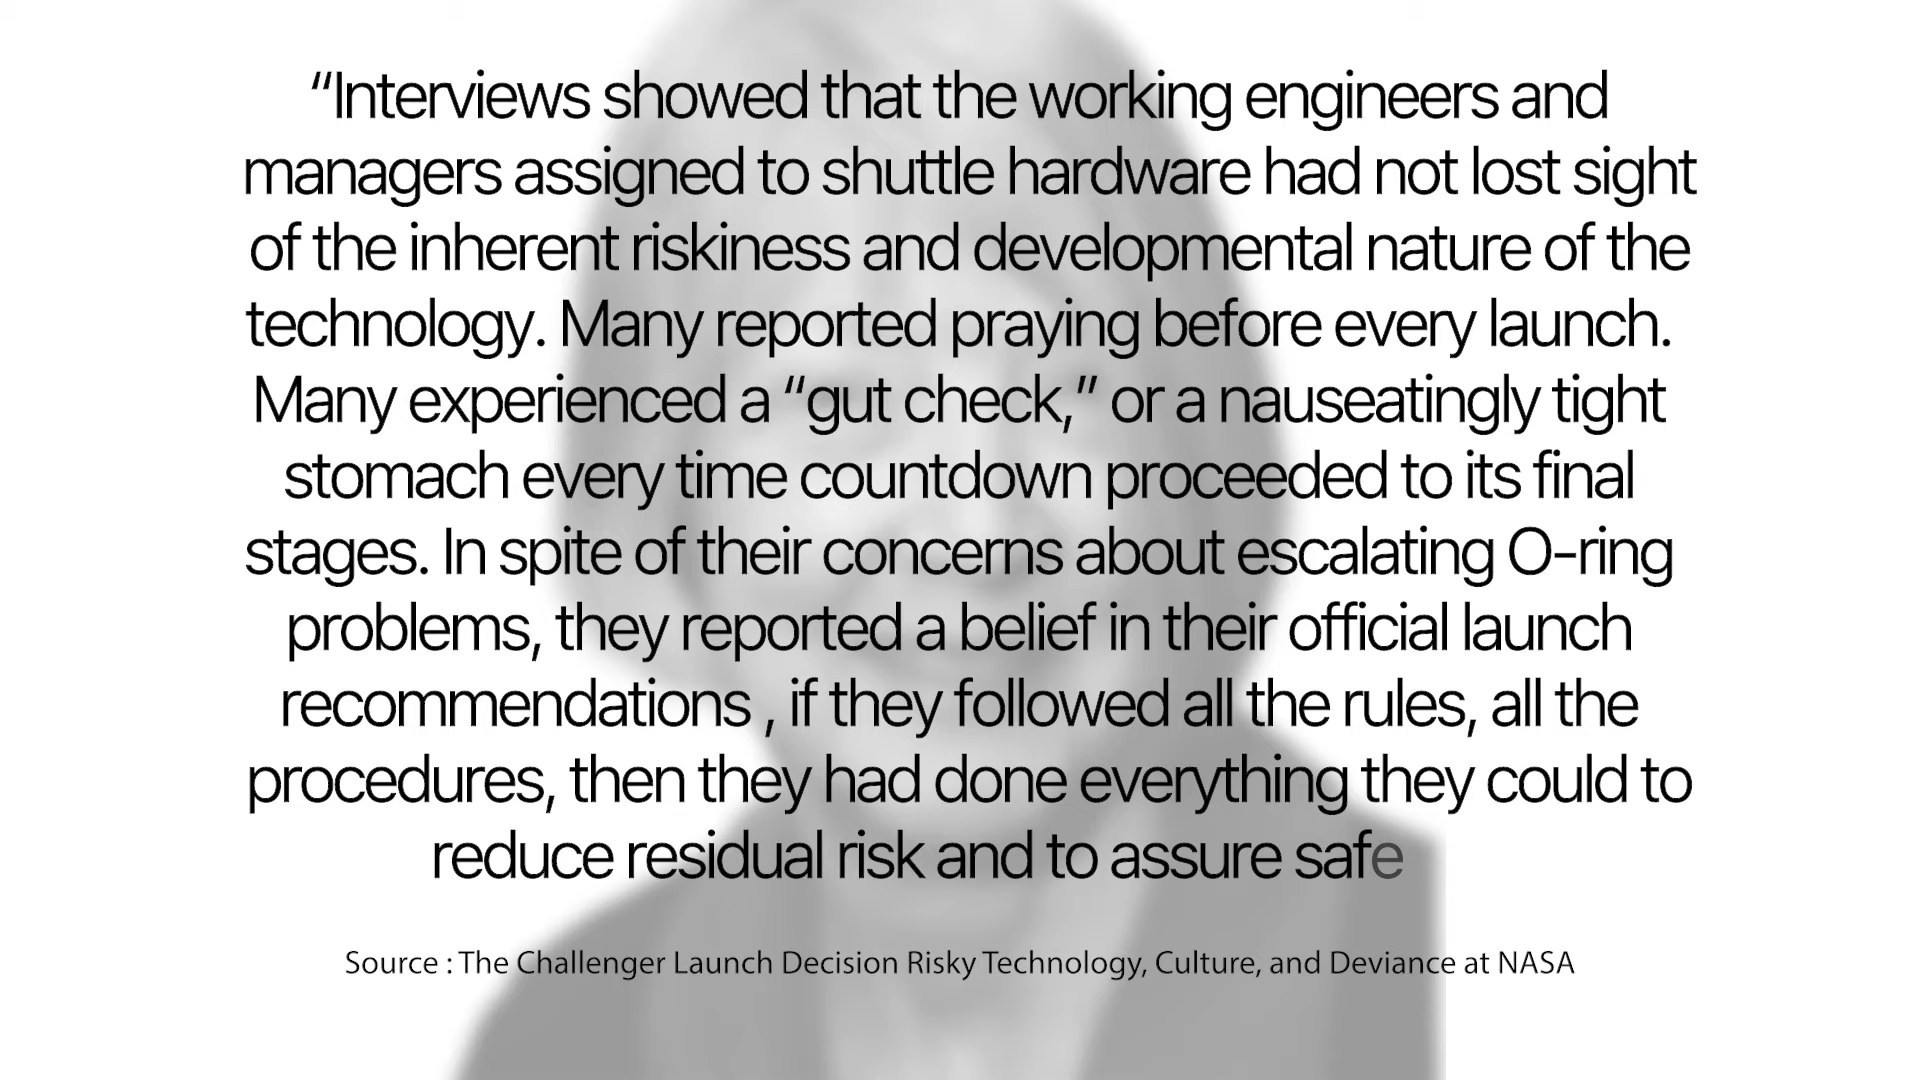 “Interviews showed that the working engineers and
managers assigned to shuttle hardware had not lost sight
of the inherent riskiness and developmental nature of the
technology. Many reported praying before every launch.
Many experienced a “gut check,” or a nauseatingly tight
stomach every time countdown proceeded to its final
stages. In spite of their concerns about escalating O-ring
problems, they reported a belief in their official launch
recommendations , if they followed all the rules, all the
procedures, then they had done everything they could to
reduce residual risk and to assure safe
Source : The Challenger Launch Decision Risky Technology, Culture, and Deviance at NASA